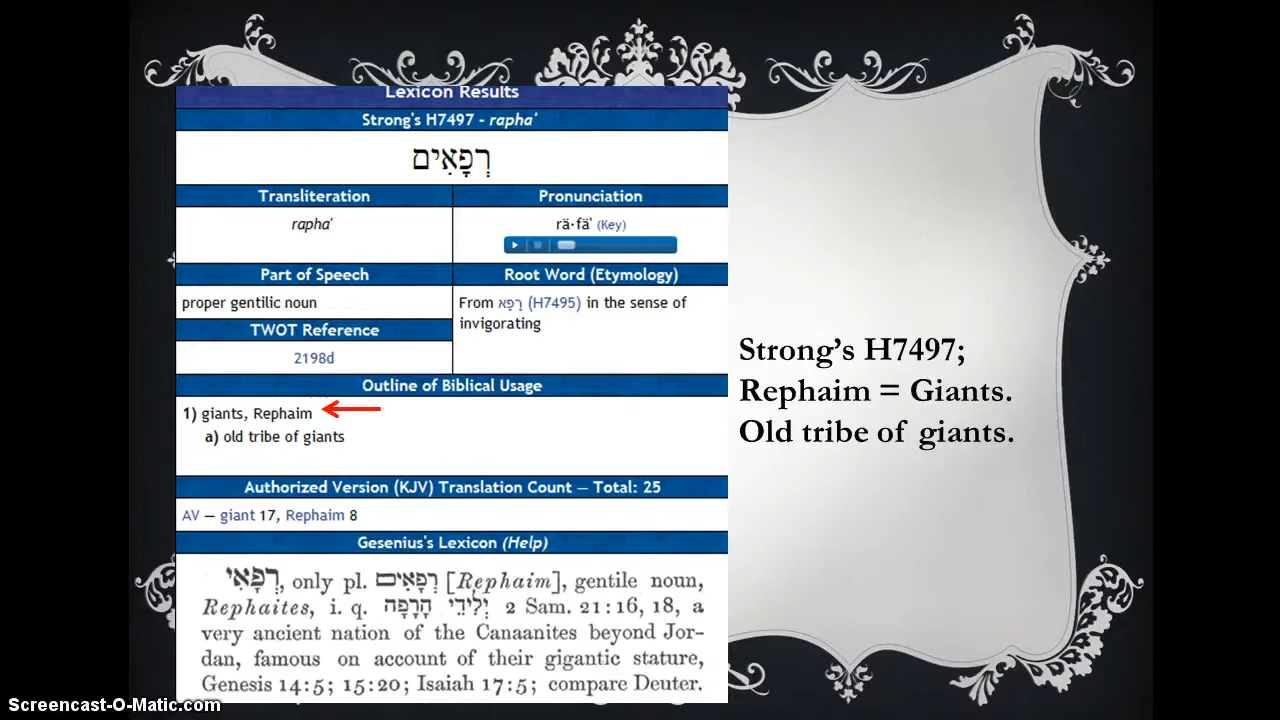 Lexicon Results
Strong's H7497 - rapha'
רְפָאִים
Transliteration
Pronunciation
rapha'
rä·fä' (Key)
Part of Speech
Root Word (Etymology)
proper gentilic noun
From רָפָא (H7495) in the sense of
invigorating
TWOT Reference
2198d
Outline of Biblical Usage
1) giants, Rephaim
a) old tribe of giants
Authorized Version (KJV) Translation Count — Total: 25
AV — giant 17, Rephaim 8
Gesenius's Lexicon (Help)
רְפָּאִי, only pl. רְפָאִים [Rephaim], gentile noun,
Rephaites, i. q. יְלִידֵי הָרָפָה 2 Sam. 21:16, 18, a
very ancient nation of the Canaanites beyond Jor-
dan, famous on account of their gigantic stature,
Genesis 14:5; 15:20; Isaiah 17:5; compare Deuter.
Strong’s H7497;
Rephaim = Giants.
Old tribe of giants.
Screencast-O-Matic.com